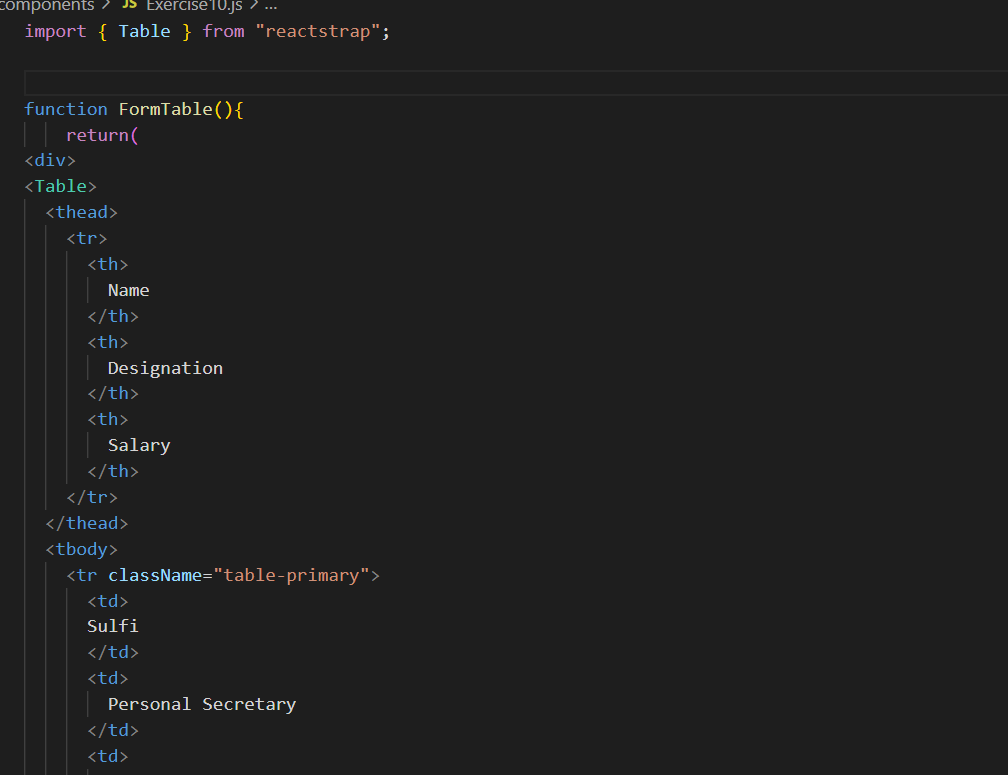 components > JS Exercise10.js > ...
import { Table } from "reactstrap";
function FormTable(){
return(
<div>
<Table>
<thead>
<tr>
<th>
Name
</th>
<th>
Designation
</th>
<th>
Salary
</th>
</tr>
</thead>
<tbody>
<tr className="table-primary">
<td>
Sulfi
</td>
<td>
Personal Secretary
</td>
<td>